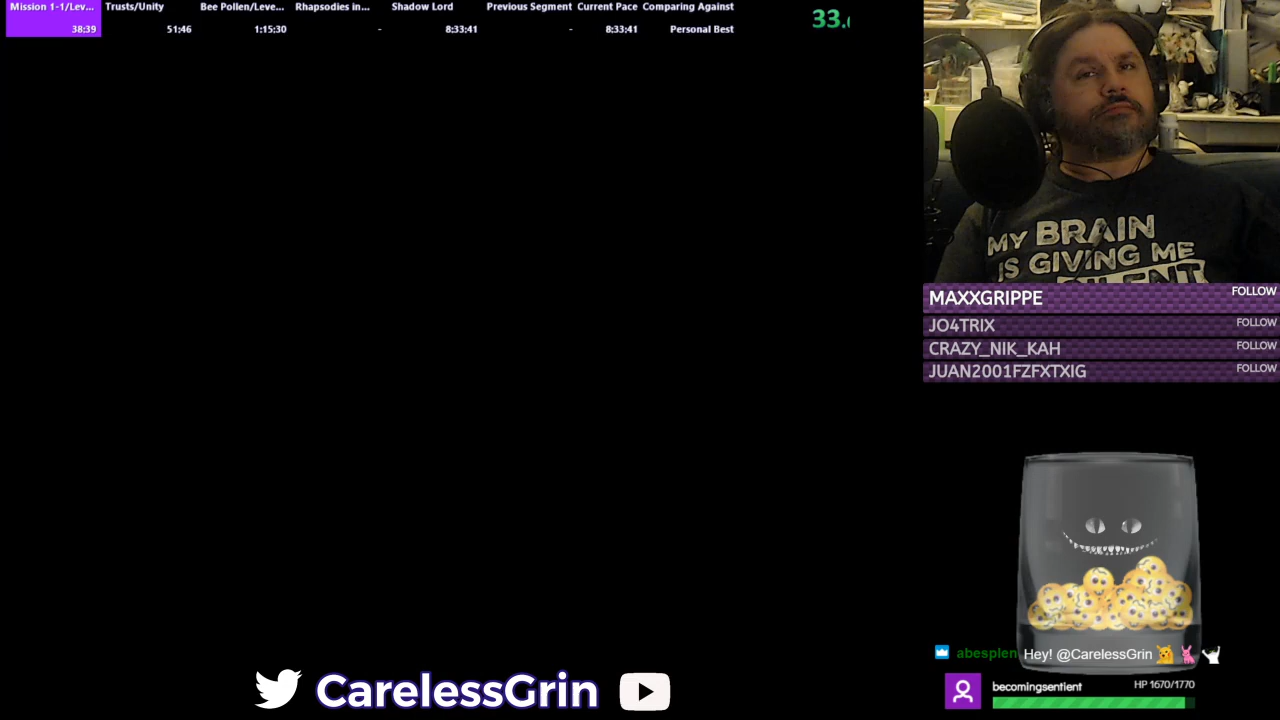 Mission 1-1/Lev... Trusts/Unity Bee Pollen/Leve... Rhapsodies in... Shadow Lord Previous Segment Current Pace Comparing Against
38:39 51:46 1:15:30 - 8:33:41 - 8:33:41 Personal Best
33.
MY BRAIN
IS GIVING ME
MAXXGRIPPE FOLLOW
JO4TRIX FOLLOW
CRAZY_NIK_KAH FOLLOW
JUAN2001FZFXTXIG FOLLOW
abesplen Hey! @CarelessGrin
CarelessGrin
becomingsentient HP 1670/1770